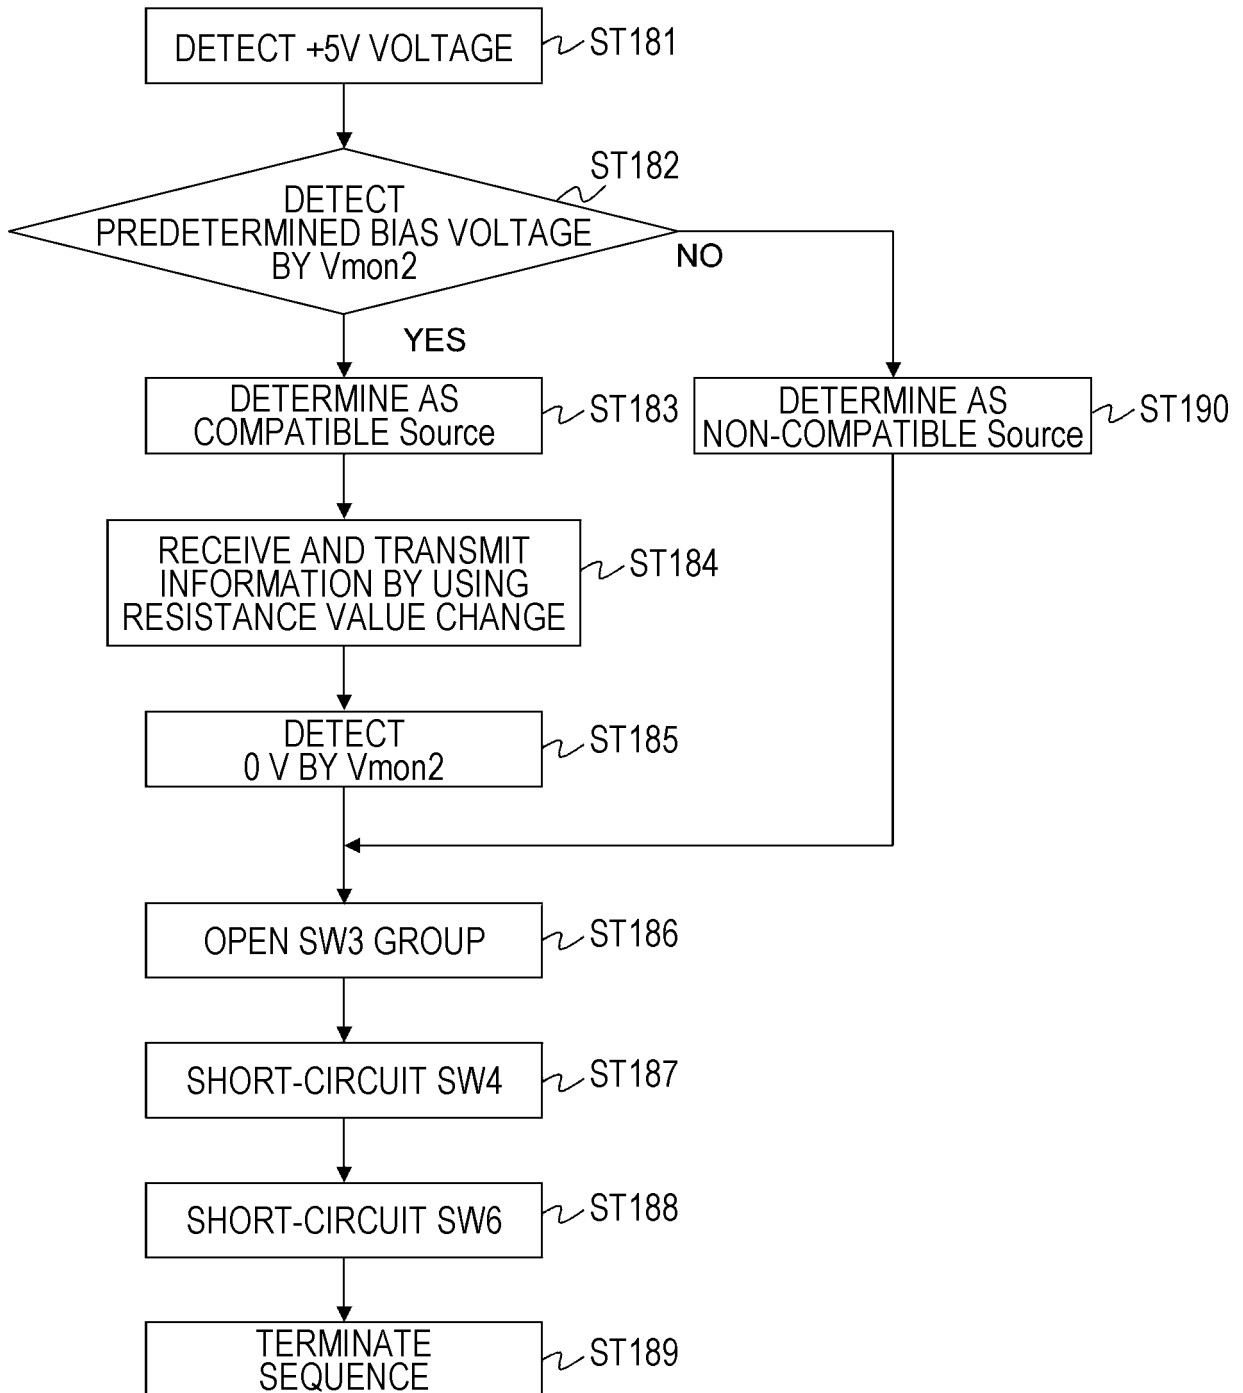 DETECT +5V VOLTAGE
ST181
DETECT
PREDETERMINED BIAS VOLTAGE
BY Vmon2
ST182
NO
YES
DETERMINE AS
COMPATIBLE Source
ST183
DETERMINE AS
NON-COMPATIBLE Source
ST190
RECEIVE AND TRANSMIT
INFORMATION BY USING
RESISTANCE VALUE CHANGE
ST184
DETECT
0 V BY Vmon2
ST185
OPEN SW3 GROUP
ST186
SHORT-CIRCUIT SW4
ST187
SHORT-CIRCUIT SW6
ST188
TERMINATE
SEQUENCE
ST189